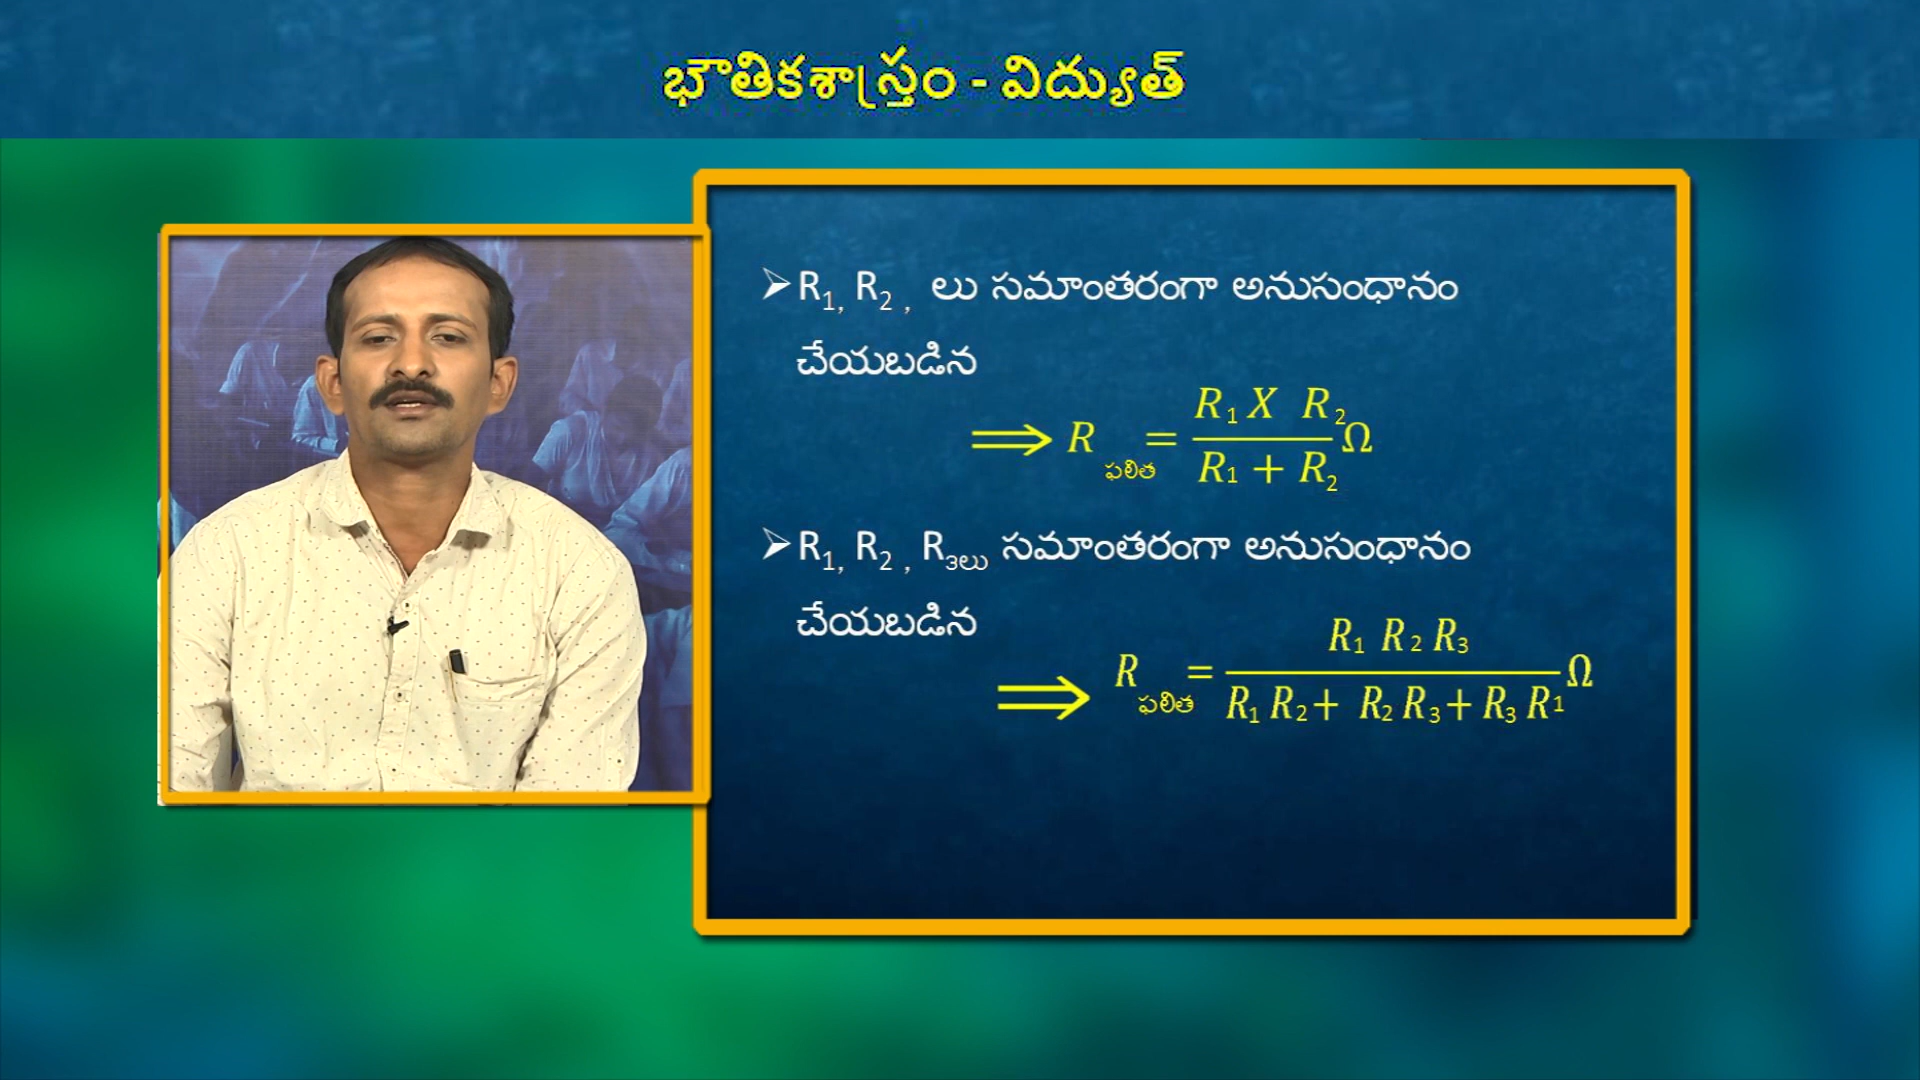 భౌతికశాస్త్రం - విద్యుత్
➢R₁, R₂ , లు సమాంతరంగా అనుసంధానం
చేయబడిన
⟹ R ఫలిత = (R₁ X R₂)/(R₁ + R₂) Ω
➢R₁, R₂ , R₃లు సమాంతరంగా అనుసంధానం
చేయబడిన
⟹ R ఫలిత = (R₁ R₂ R₃)/(R₁ R₂ + R₂ R₃ + R₃ R₁) Ω